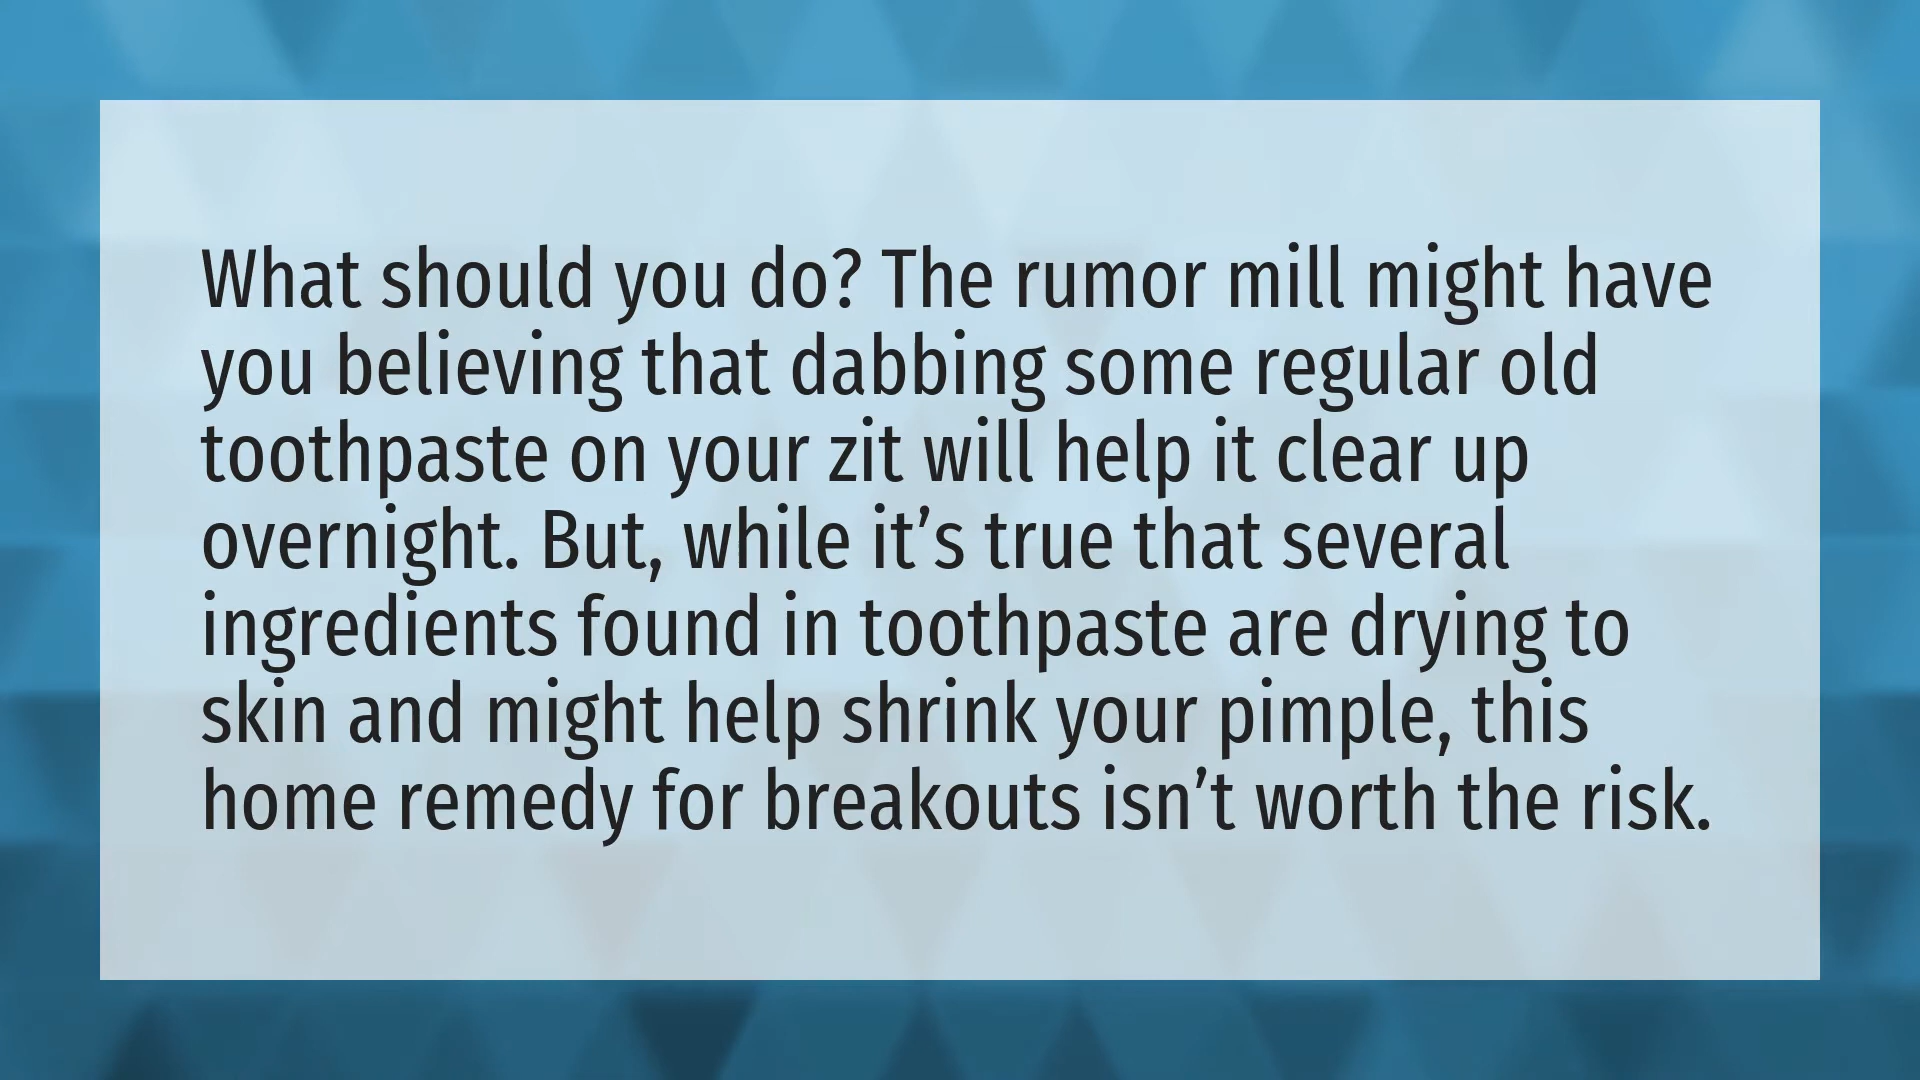 What should you do? The rumor mill might have
you believing that dabbing some regular old
toothpaste on your zit will help it clear up
overnight. But, while it’s true that several
ingredients found in toothpaste are drying to
skin and might help shrink your pimple, this
home remedy for breakouts isn’t worth the risk.